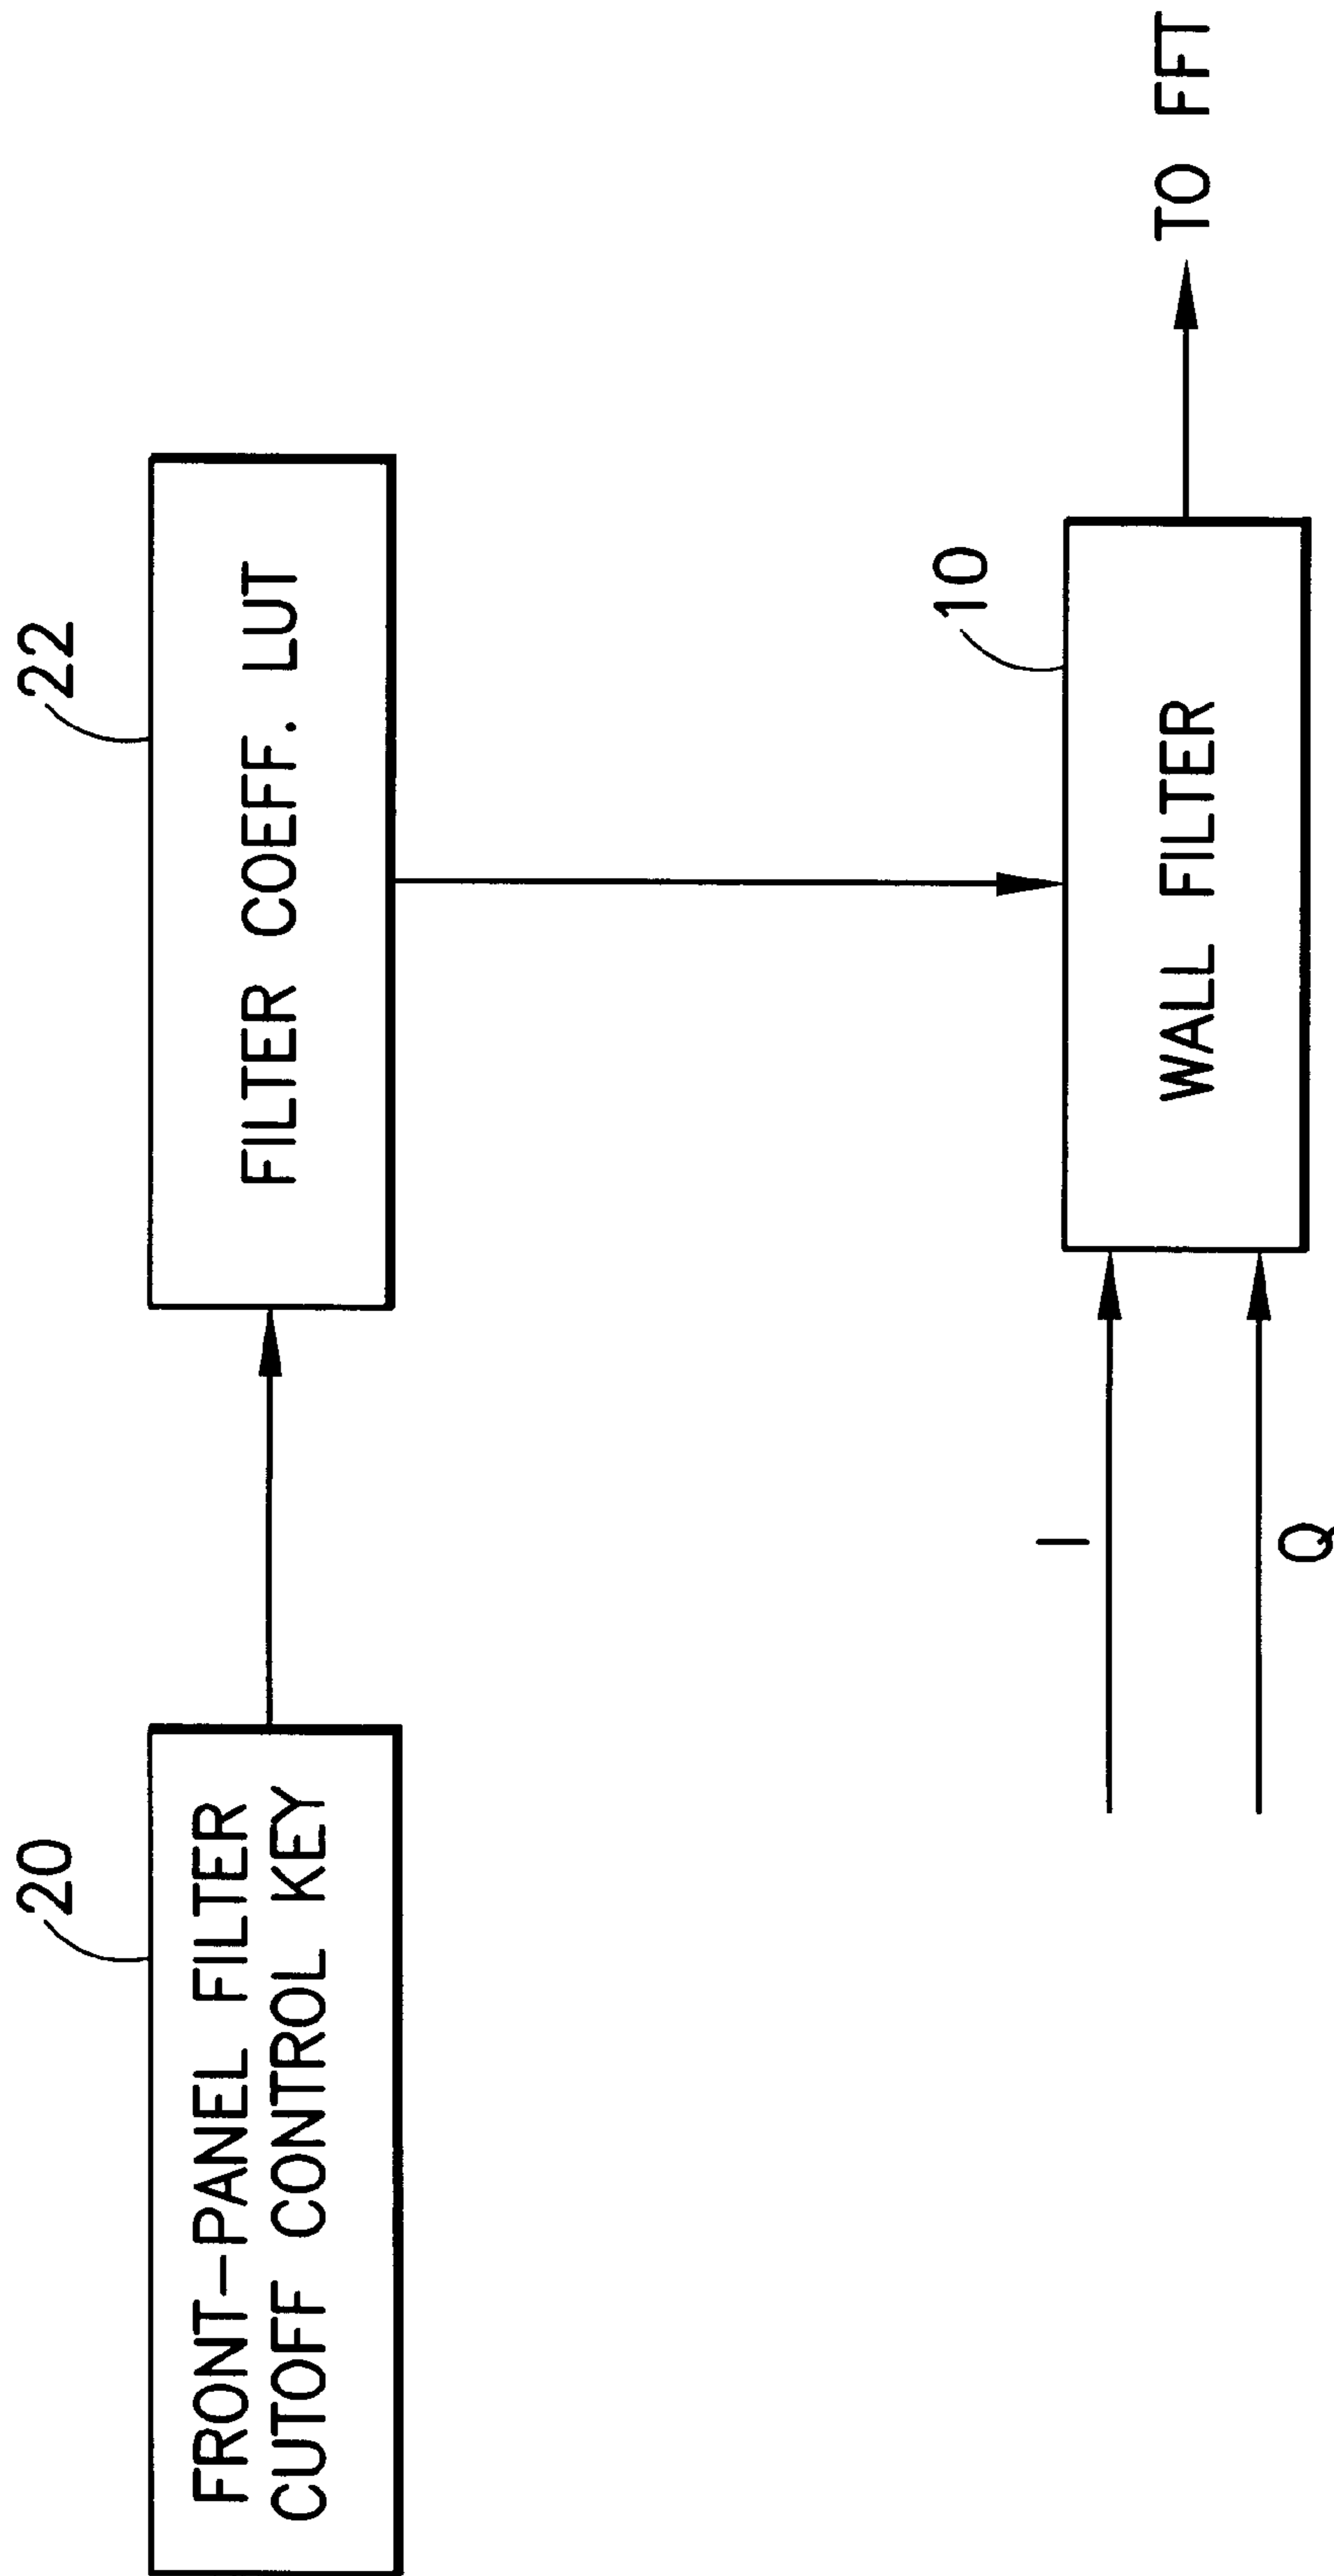 20
FRONT-PANEL FILTER
CUTOFF CONTROL KEY
22
FILTER COEFF. LUT
I
Q
10
WALL FILTER
TO FFT